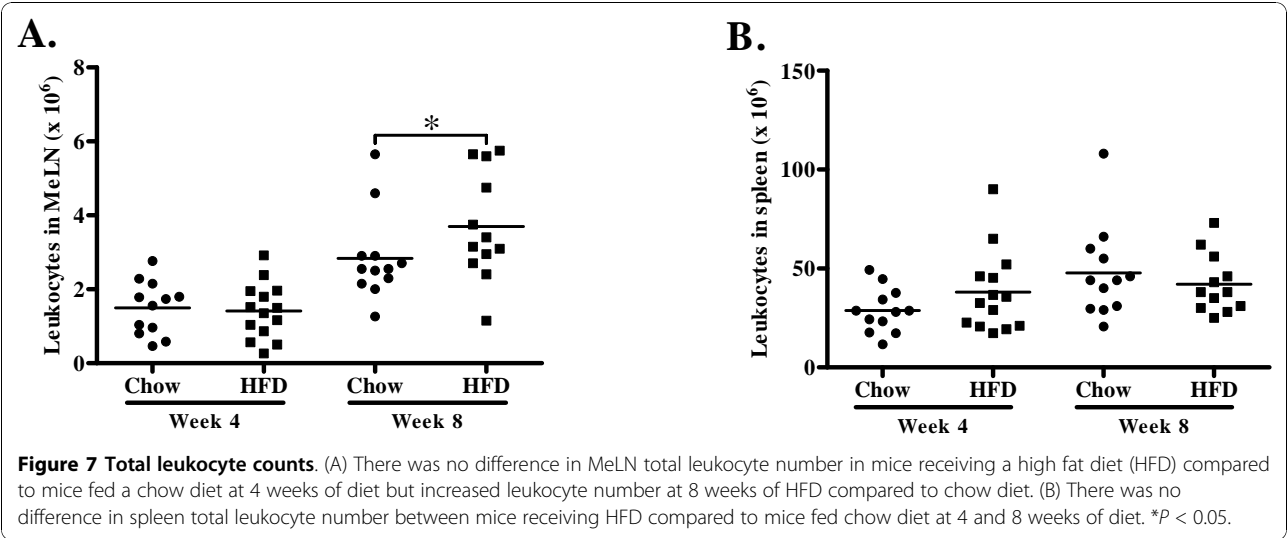 A.
Leukocytes in MeLN (x 10⁶)
8
6
4
2
0
*
Chow HFD Chow HFD
Week 4 Week 8
B.
Leukocytes in spleen (x 10⁶)
150
100
50
0
Chow HFD Chow HFD
Week 4 Week 8
Figure 7 Total leukocyte counts. (A) There was no difference in MeLN total leukocyte number in mice receiving a high fat diet (HFD) compared
to mice fed a chow diet at 4 weeks of diet but increased leukocyte number at 8 weeks of HFD compared to chow diet. (B) There was no
difference in spleen total leukocyte number between mice receiving HFD compared to mice fed chow diet at 4 and 8 weeks of diet. *P < 0.05.